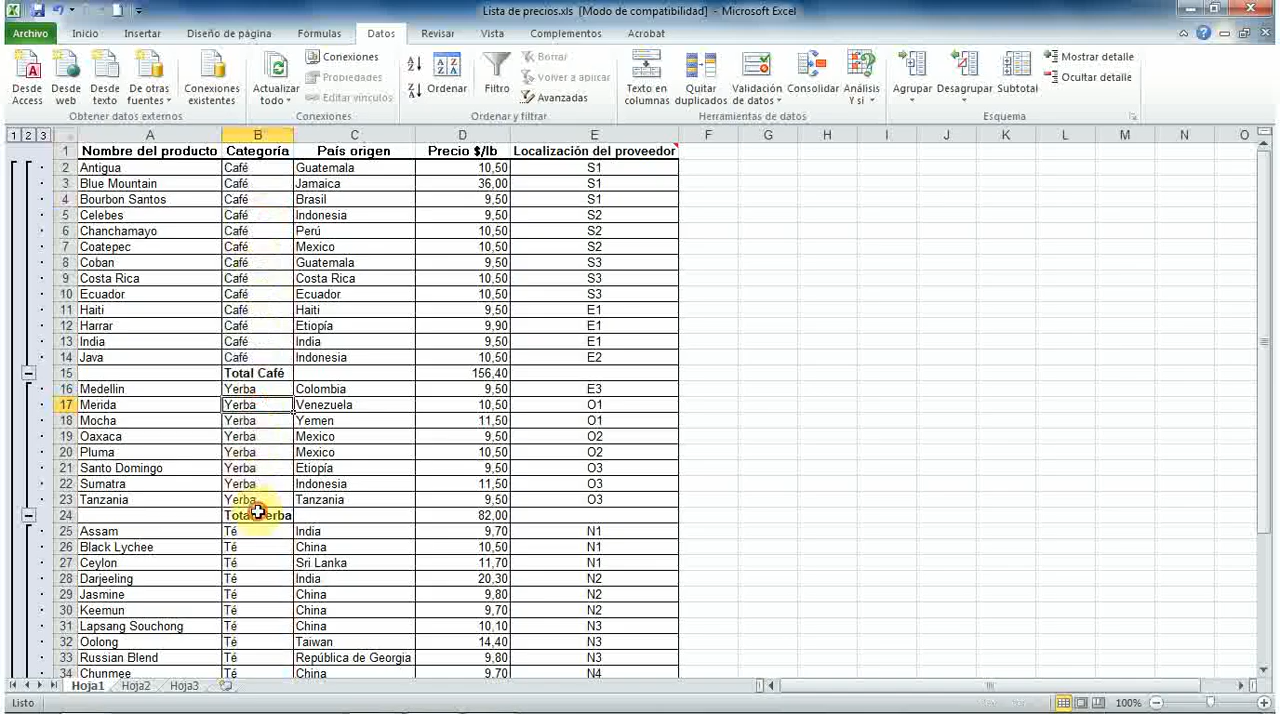 Lista de precios.xls [Modo de compatibilidad] - Microsoft Excel
Archivo Inicio Insertar Diseño de página Fórmulas Datos Revisar Vista Complementos Acrobat
Desde Access
Desde web
Desde texto
De otras fuentes
Conexiones existentes
Obtener datos externos
Actualizar todo
Conexiones
Propiedades
Editar vínculos
Conexiones
Ordenar
Filtro
Borrar
Volver a aplicar
Avanzadas
Ordenar y filtrar
Texto en columnas
Quitar duplicados
Validación de datos
Consolidar
Análisis Y si
Herramientas de datos
Agrupar
Desagrupar
Subtotal
Mostrar detalle
Ocultar detalle
Esquema
1 2 3 A B C D E F G H I J K L M N O
1 Nombre del producto Categoría País origen Precio $/lb Localización del proveedor
2 Antigua Café Guatemala 10,50 S1
3 Blue Mountain Café Jamaica 36,00 S1
4 Bourbon Santos Café Brasil 9,50 S1
5 Celebes Café Indonesia 9,50 S2
6 Chanchamayo Café Perú 10,50 S2
7 Coatepec Café Mexico 10,50 S2
8 Coban Café Guatemala 9,50 S3
9 Costa Rica Café Costa Rica 10,50 S3
10 Ecuador Café Ecuador 10,50 S3
11 Haiti Café Haiti 9,50 E1
12 Harrar Café Etiopía 9,90 E1
13 India Café India 9,50 E1
14 Java Café Indonesia 10,50 E2
15 Total Café 156,40
16 Medellin Yerba Colombia 9,50 E3
17 Merida Yerba Venezuela 10,50 O1
18 Mocha Yerba Yemen 11,50 O1
19 Oaxaca Yerba Mexico 9,50 O2
20 Pluma Yerba Mexico 10,50 O2
21 Santo Domingo Yerba Etiopía 9,50 O3
22 Sumatra Yerba Indonesia 11,50 O3
23 Tanzania Yerba Tanzania 9,50 O3
24 Total Yerba 82,00
25 Assam Té India 9,70 N1
26 Black Lychee Té China 10,50 N1
27 Ceylon Té Sri Lanka 11,70 N1
28 Darjeeling Té India 20,30 N2
29 Jasmine Té China 9,80 N2
30 Keemun Té China 9,70 N2
31 Lapsang Souchong Té China 10,10 N3
32 Oolong Té Taiwan 14,40 N3
33 Russian Blend Té República de Georgia 9,80 N3
34 Chunmee Té China 9,70 N4
Hoja1 Hoja2 Hoja3
Listo 100%